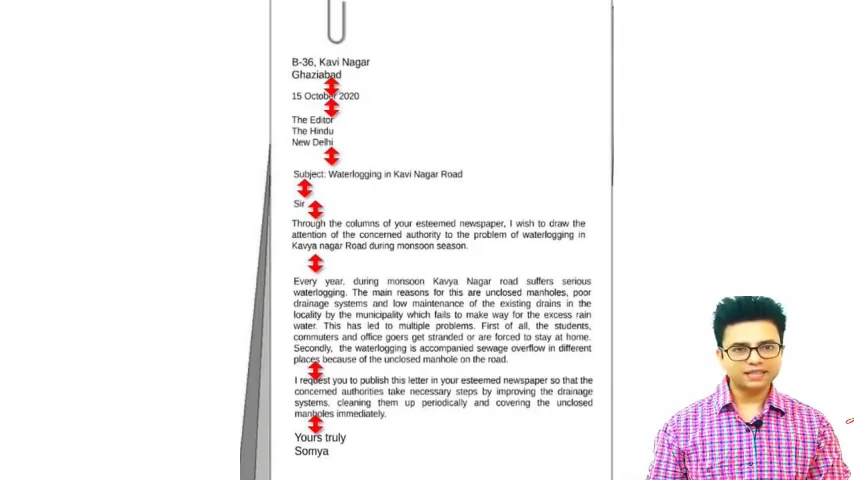 B-36, Kavi Nagar
Ghaziabad
15 October 2020
The Editor
The Hindu
New Delhi
Subject: Waterlogging in Kavi Nagar Road
Sir
Through the columns of your esteemed newspaper, I wish to draw the
attention of the concerned authority to the problem of waterlogging in
Kavya nagar Road during monsoon season.
Every year, during monsoon Kavya Nagar road suffers serious
waterlogging. The main reasons for this are unclosed manholes, poor
drainage systems and low maintenance of the existing drains in the
locality by the municipality which fails to make way for the excess rain
water. This has led to multiple problems. First of all, the students,
commuters and office goers get stranded or are forced to stay at home.
Secondly, the waterlogging is accompanied sewage overflow in different
places because of the unclosed manhole on the road.
I request you to publish this letter in your esteemed newspaper so that the
concerned authorities take necessary steps by improving the drainage
systems, cleaning them up periodically and covering the unclosed
manholes immediately.
Yours truly
Somya